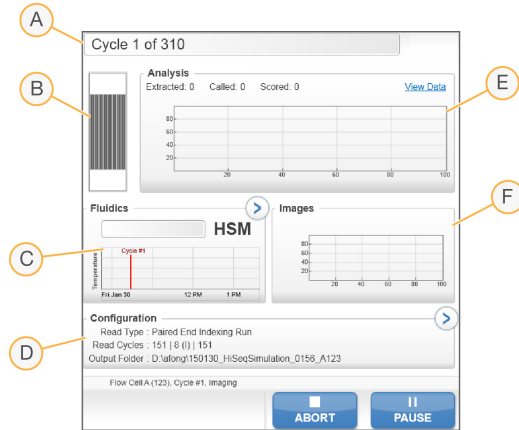 A
Cycle 1 of 310
B
Analysis
Extracted: 0 Called: 0 Scored: 0 View Data
E
80
60
40
20
20 40 60 80 100
Fluidics
HSM
Images
F
C
Temperature
Cycle #1
Fri Jan 30 12 PM 1 PM
80
60
40
20
20 40 60 80 100
D
Configuration
Read Type : Paired End Indexing Run
Read Cycles : 151 | 8 (I) | 151
Output Folder : D:\afong\150130_HiSeqSimulation_0156_A123
Flow Cell A (123), Cycle #1, Imaging
ABORT
PAUSE